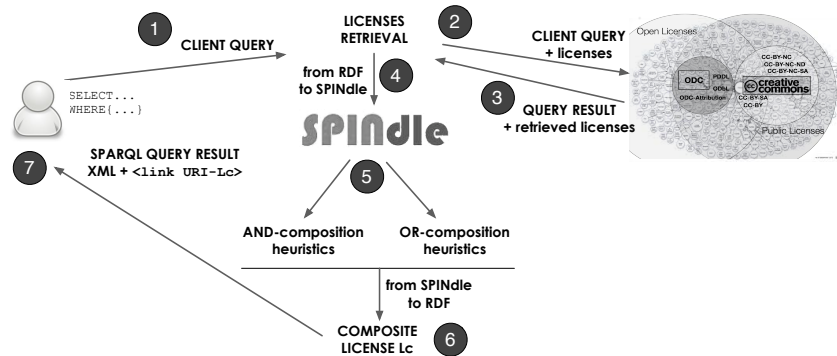 1
CLIENT QUERY
SELECT...
WHERE{...}
LICENSES
RETRIEVAL
2
CLIENT QUERY
+ licenses
from RDF
to SPINdle
4
3
QUERY RESULT
+ retrieved licenses
Open Licenses
CC-BY-NC
CC-BY-NC-ND
CC-BY-NC-SA
ODC
PDDL
ODbL
ODC-Attribution
cc creative
commons
CC-BY-SA
CC-BY
Public Licenses
SPINdle
7
SPARQL QUERY RESULT
XML + <link URI-Lc>
5
AND-composition
heuristics
OR-composition
heuristics
from SPINdle
to RDF
COMPOSITE
LICENSE Lc
6